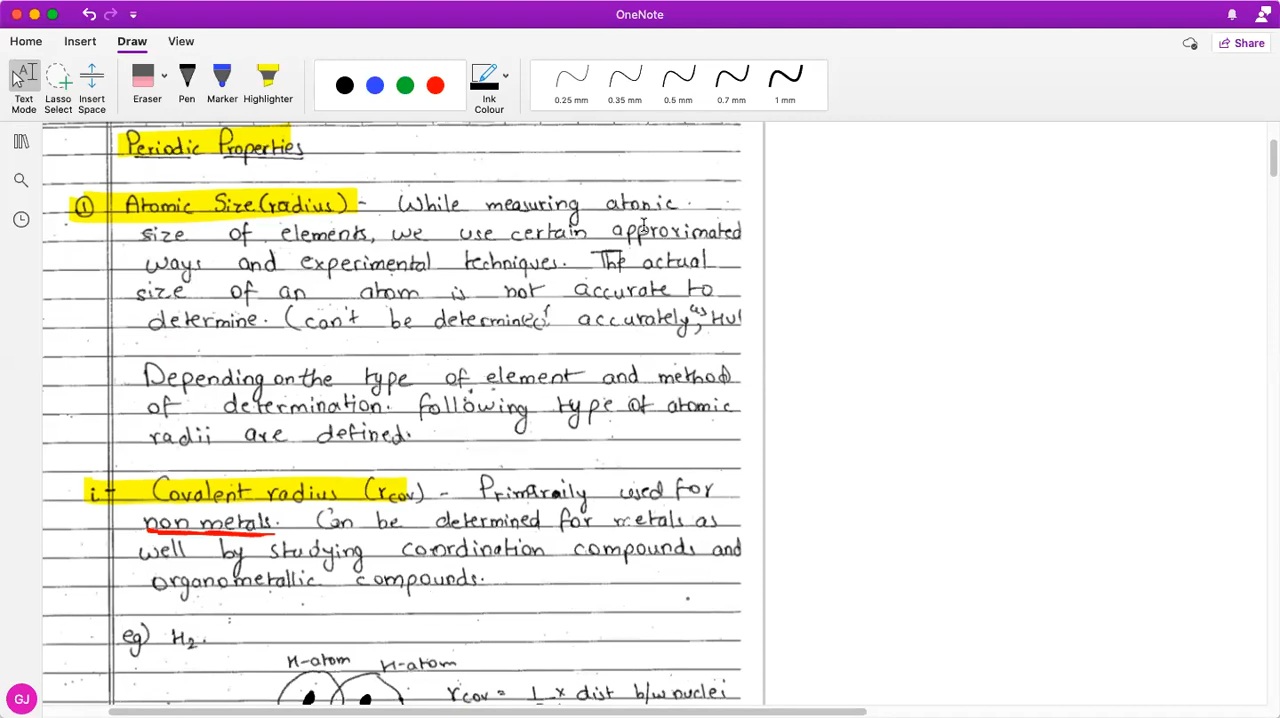 OneNote
Home Insert Draw View
Share
Text Mode
Lasso Select
Insert Space
Eraser
Pen
Marker
Highlighter
Ink Colour
0.25 mm
0.35 mm
0.5 mm
0.7 mm
1 mm
Periodic Properties
① Atomic Size (radius) - While measuring atomic
size of elements, we use certain approximated
ways and experimental techniques. The actual
size of an atom is not accurate to
determine. (can't be determined accurately, as HU
Depending on the type of element and method
of determination. following type of atomic
radii are defined.
i- Covalent radius (rcov) - Primaraily used for
non metals. Can be determined for metals as
well by studying coordination compounds and
organometallic compounds.
eg) H2.
H-atom H-atom
rcov = 1 x dist b/w nuclei
GJ